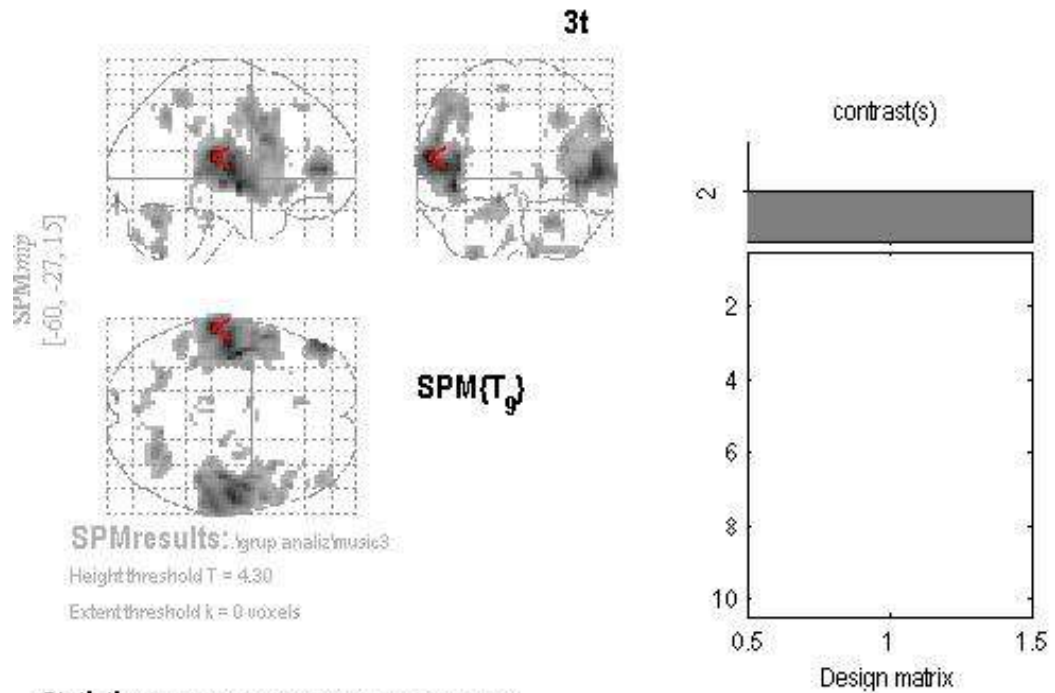 3t
SPMmip
[-60, -27, 15]
SPM{T9}
SPMresults: .\grup analiz\music3
Height threshold T = 4.30
Extent threshold k = 0 voxels
contrast(s)
2
2
4
6
8
10
0.5 1 1.5
Design matrix